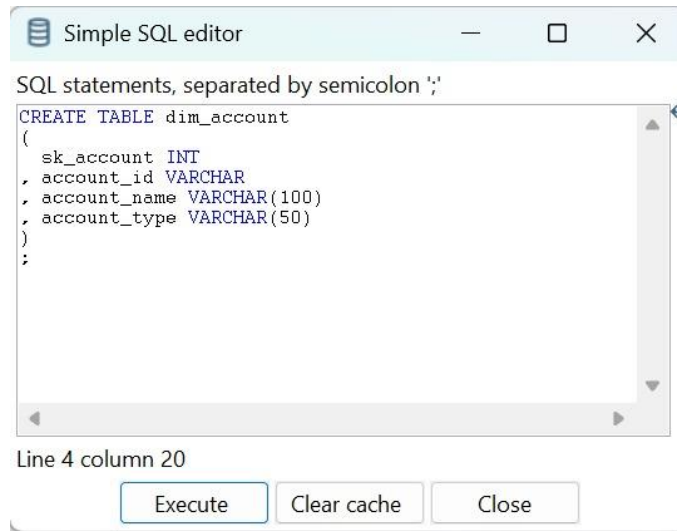 Simple SQL editor
SQL statements, separated by semicolon ';'
CREATE TABLE dim_account
(
  sk_account INT
, account_id VARCHAR
, account_name VARCHAR(100)
, account_type VARCHAR(50)
)
;
Line 4 column 20
Execute Clear cache Close